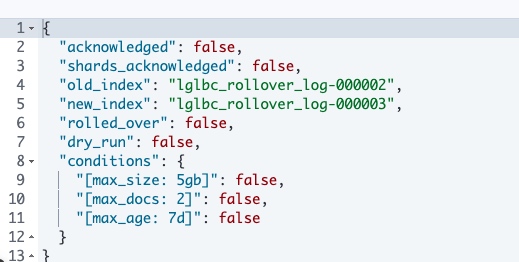 1 {
2 "acknowledged": false,
3 "shards_acknowledged": false,
4 "old_index": "lglbc_rollover_log-000002",
5 "new_index": "lglbc_rollover_log-000003",
6 "rolled_over": false,
7 "dry_run": false,
8 "conditions": {
9 "[max_size: 5gb]": false,
10 "[max_docs: 2]": false,
11 "[max_age: 7d]": false
12 }
13 }